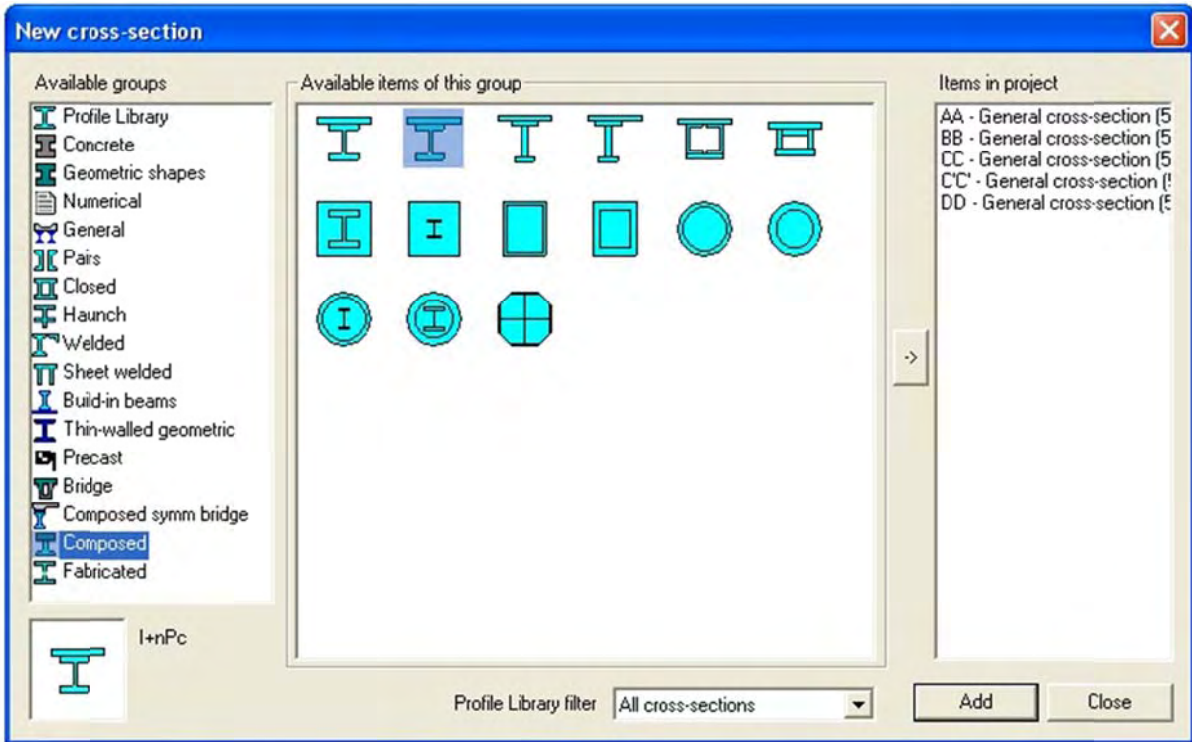 New cross-section
Available groups
Profile Library
Concrete
Geometric shapes
Numerical
General
Pairs
Closed
Haunch
Welded
Sheet welded
Buid-in beams
Thin-walled geometric
Precast
Bridge
Composed symm bridge
Composed
Fabricated
I+nPc
Available items of this group
Profile Library filter
All cross-sections
->
Items in project
AA - General cross-section (5
BB - General cross-section (5
CC - General cross-section (5
C'C' - General cross-section (
DD - General cross-section (5
Add
Close